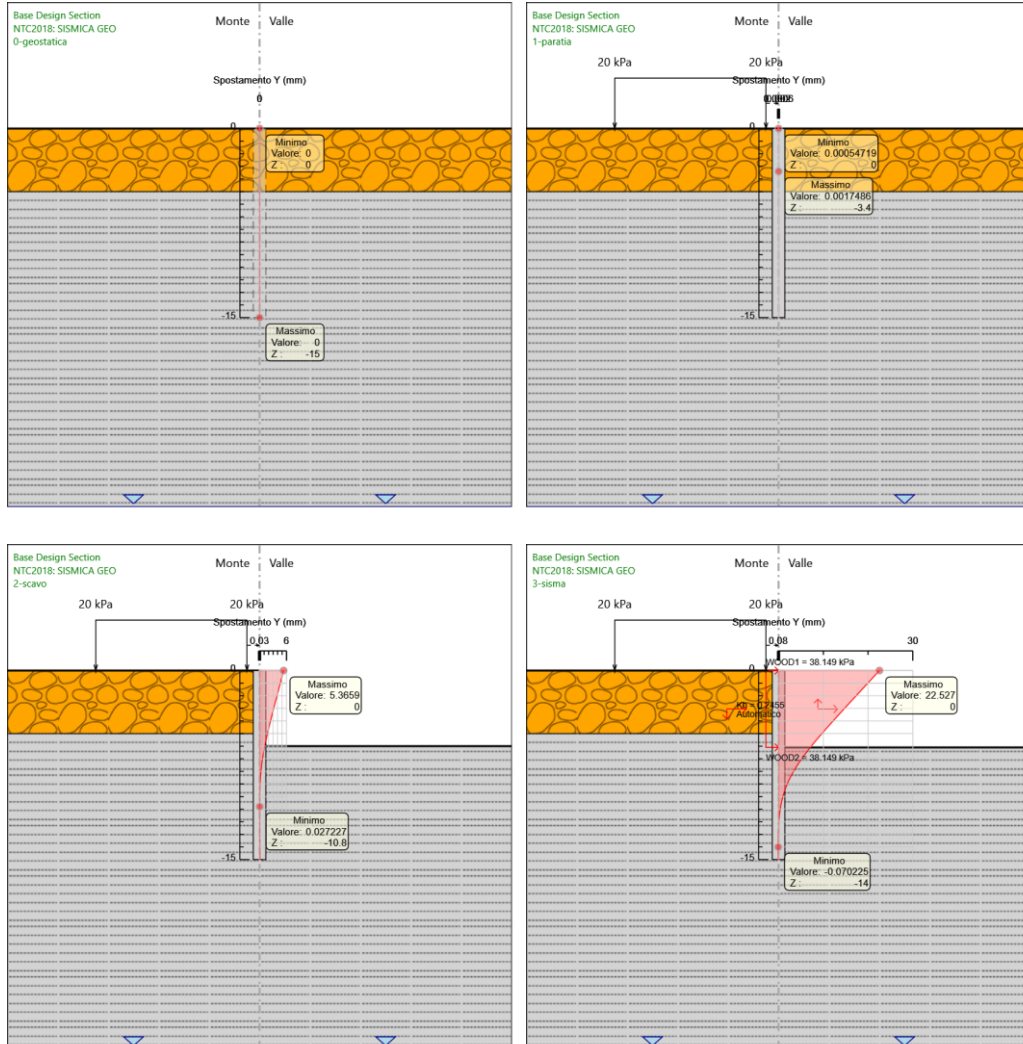 Base Design Section
NTC2018: SISMICA GEO
0-geostatica
Monte
Valle
Spostamento Y (mm)
0
0
Minimo
Valore: 0
Z : 0
-15
Massimo
Valore: 0
Z : -15
Base Design Section
NTC2018: SISMICA GEO
1-paratia
Monte
Valle
20 kPa
20 kPa
Spostamento Y (mm)
0
Minimo
Valore: 0.00054719
Z : 0
Massimo
Valore: 0.0017486
Z : -3.4
-15
Base Design Section
NTC2018: SISMICA GEO
2-scavo
Monte
Valle
20 kPa
20 kPa
Spostamento Y (mm)
0.03 6
0
Massimo
Valore: 5.3659
Z : 0
Minimo
Valore: 0.027227
Z : -10.8
-15
Base Design Section
NTC2018: SISMICA GEO
3-sisma
Monte
Valle
20 kPa
20 kPa
Spostamento Y (mm)
0.08 30
0
WOOD1 = 38.149 kPa
Massimo
Valore: 22.527
Z : 0
Automatico
WOOD2 = 38.149 kPa
-15
Minimo
Valore: -0.070225
Z : -14